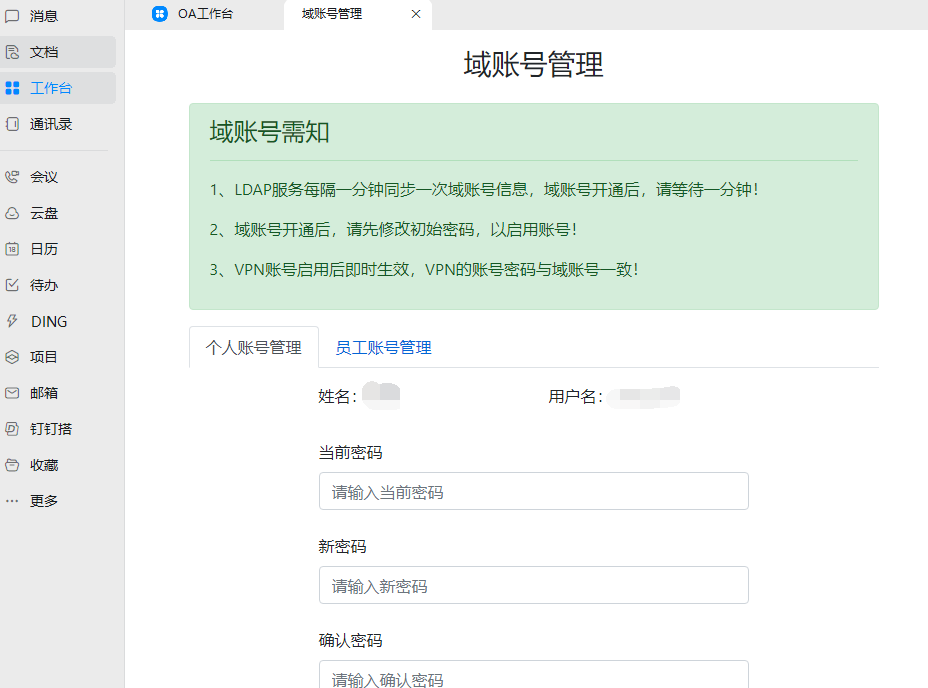 消息
文档
工作台
通讯录
会议
云盘
18
日历
待办
DING
项目
邮箱
钉钉搭
收藏
更多
OA工作台
域账号管理
域账号管理
域账号需知
1、LDAP服务每隔一分钟同步一次域账号信息，域账号开通后，请等待一分钟！
2、域账号开通后，请先修改初始密码，以启用账号！
3、VPN账号启用后即时生效，VPN的账号密码与域账号一致！
个人账号管理
员工账号管理
姓名：
用户名：
当前密码
请输入当前密码
新密码
请输入新密码
确认密码
请输入确认密码